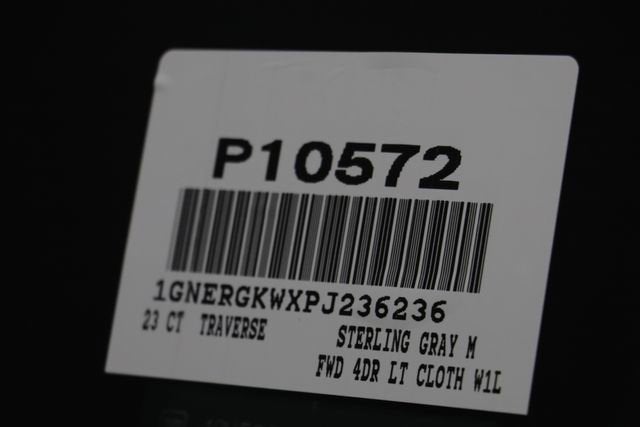 P10572
1GNERGKWXPJ236236
23 CT TRAVERSE STERLING GRAY M
FWD 4DR LT CLOTH W1L